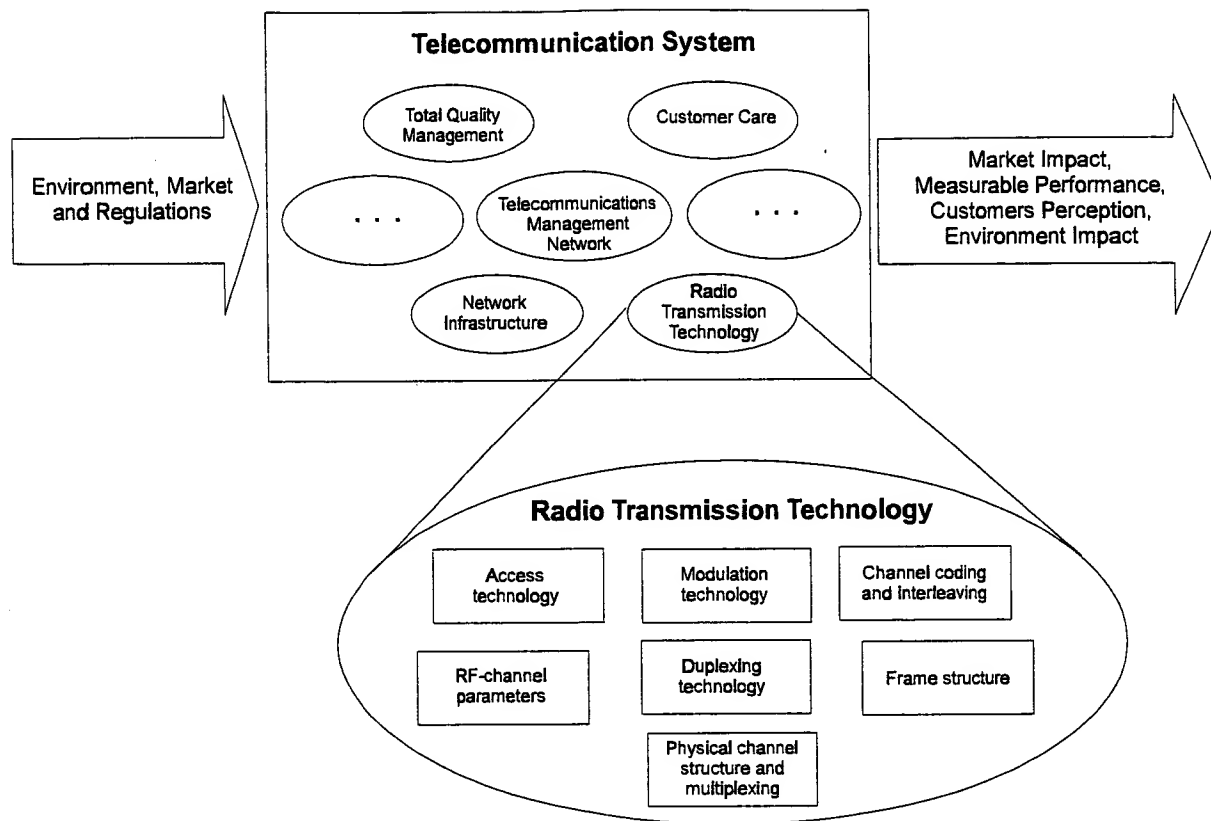 Telecommunication System
Total Quality
Management
Customer Care
Environment, Market
and Regulations
. . .
Telecommunications
Management
Network
. . .
Market Impact,
Measurable Performance,
Customers Perception,
Environment Impact
Network
Infrastructure
Radio
Transmission
Technology
Radio Transmission Technology
Access
technology
Modulation
technology
Channel coding
and interleaving
RF-channel
parameters
Duplexing
technology
Frame structure
Physical channel
structure and
multiplexing